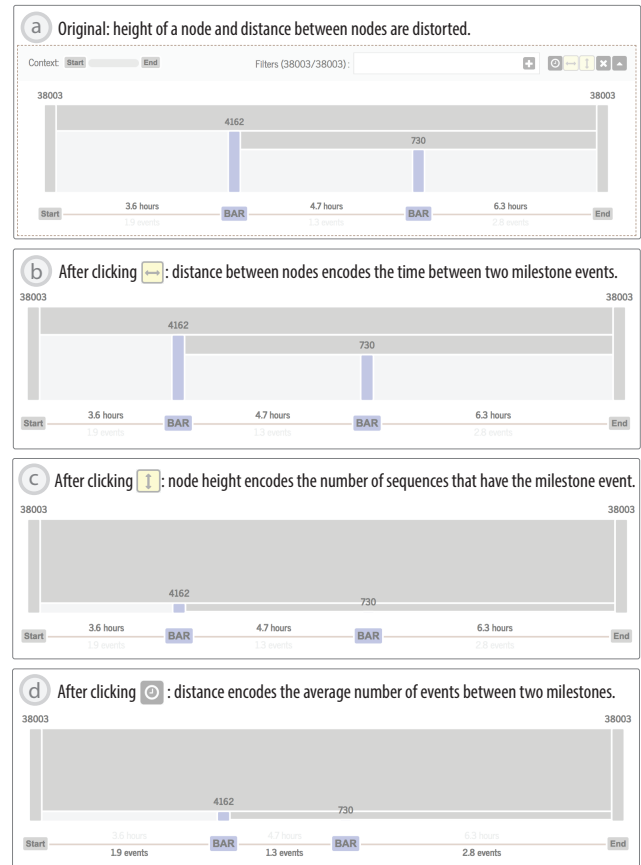 a Original: height of a node and distance between nodes are distorted.
Context: Start End Filters (38003/38003) :
38003 38003
4162
730
3.6 hours 4.7 hours 6.3 hours
Start BAR BAR End
1.9 events 1.3 events 2.8 events
b After clicking ↔ : distance between nodes encodes the time between two milestone events.
38003 38003
4162
730
3.6 hours 4.7 hours 6.3 hours
Start BAR BAR End
1.9 events 1.3 events 2.8 events
c After clicking ↕ : node height encodes the number of sequences that have the milestone event.
38003 38003
4162
730
3.6 hours 4.7 hours 6.3 hours
Start BAR BAR End
1.9 events 1.3 events 2.8 events
d After clicking : distance encodes the average number of events between two milestones.
38003 38003
4162
730
3.6 hours 4.7 hours 6.3 hours
Start BAR BAR End
1.9 events 1.3 events 2.8 events